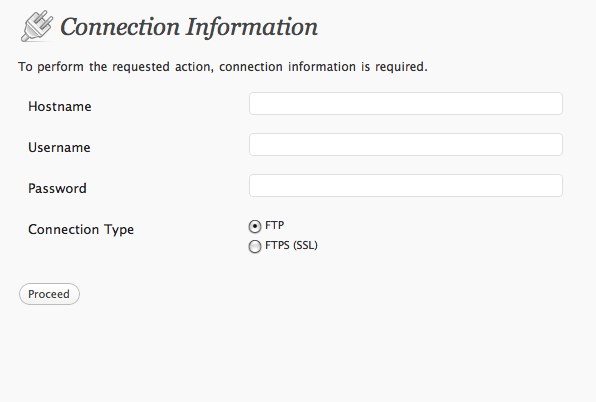 Connection Information
To perform the requested action, connection information is required.
Hostname
Username
Password
Connection Type
FTP
FTPS (SSL)
Proceed